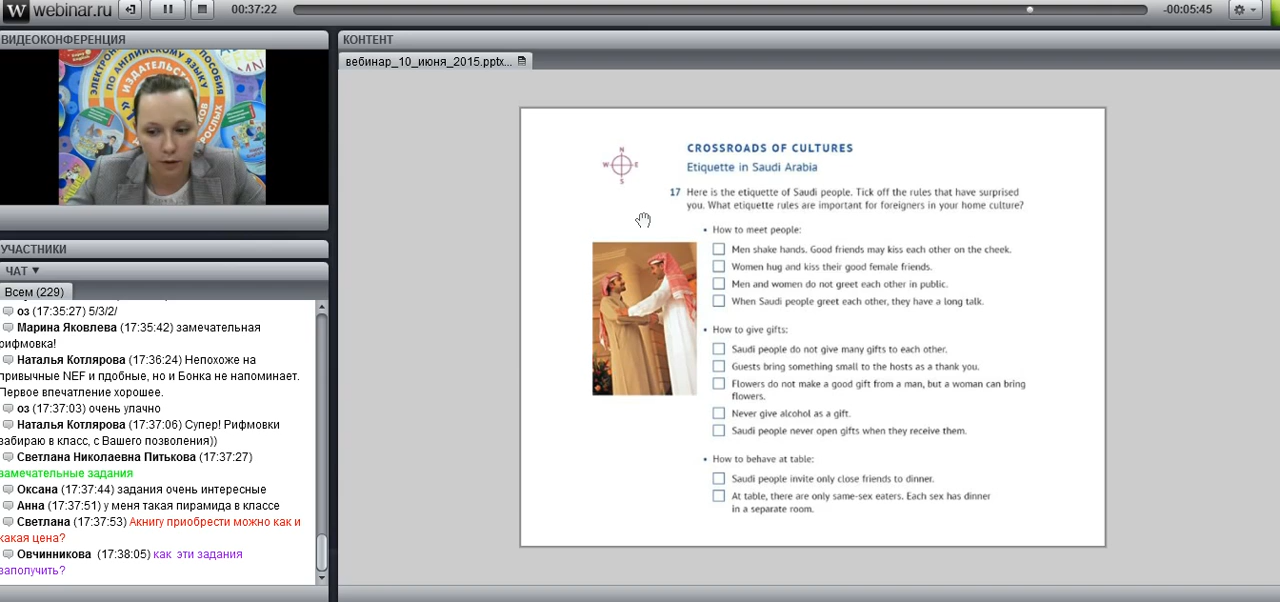 W webinar.ru
00:37:22
-00:05:45
ВИДЕОКОНФЕРЕНЦИЯ
ЭЛЕКТРОН
ПО АНГЛИЙСКОМУ ЯЗЫКУ
ПОСОБИЯ
ИЗДАТЕЛЬС
УЧАСТНИКИ
ЧАТ ▼
Всем (229)
оз (17:35:27) 5/3/2/
Марина Яковлева (17:35:42) замечательная
рифмовка!
Наталья Котлярова (17:36:24) Непохоже на
привычные NEF и пдобные, но и Бонка не напоминает.
Первое впечатление хорошее.
оз (17:37:03) очень улачно
Наталья Котлярова (17:37:06) Супер! Рифмовки
забираю в класс, с Вашего позволения))
Светлана Николаевна Питькова (17:37:27)
замечательные задания
Оксана (17:37:44) задания очень интересные
Анна (17:37:51) у меня такая пирамида в классе
Светлана (17:37:53) Акнигу приобрести можно как и
какая цена?
Овчинникова (17:38:05) как эти задания
заполучить?
КОНТЕНТ
вебинар_10_июня_2015.pptx...
N
W E
S
CROSSROADS OF CULTURES
Etiquette in Saudi Arabia
17 Here is the etiquette of Saudi people. Tick off the rules that have surprised
you. What etiquette rules are important for foreigners in your home culture?
• How to meet people:
Men shake hands. Good friends may kiss each other on the cheek.
Women hug and kiss their good female friends.
Men and women do not greet each other in public.
When Saudi people greet each other, they have a long talk.
• How to give gifts:
Saudi people do not give many gifts to each other.
Guests bring something small to the hosts as a thank you.
Flowers do not make a good gift from a man, but a woman can bring
flowers.
Never give alcohol as a gift.
Saudi people never open gifts when they receive them.
• How to behave at table:
Saudi people invite only close friends to dinner.
At table, there are only same-sex eaters. Each sex has dinner
in a separate room.